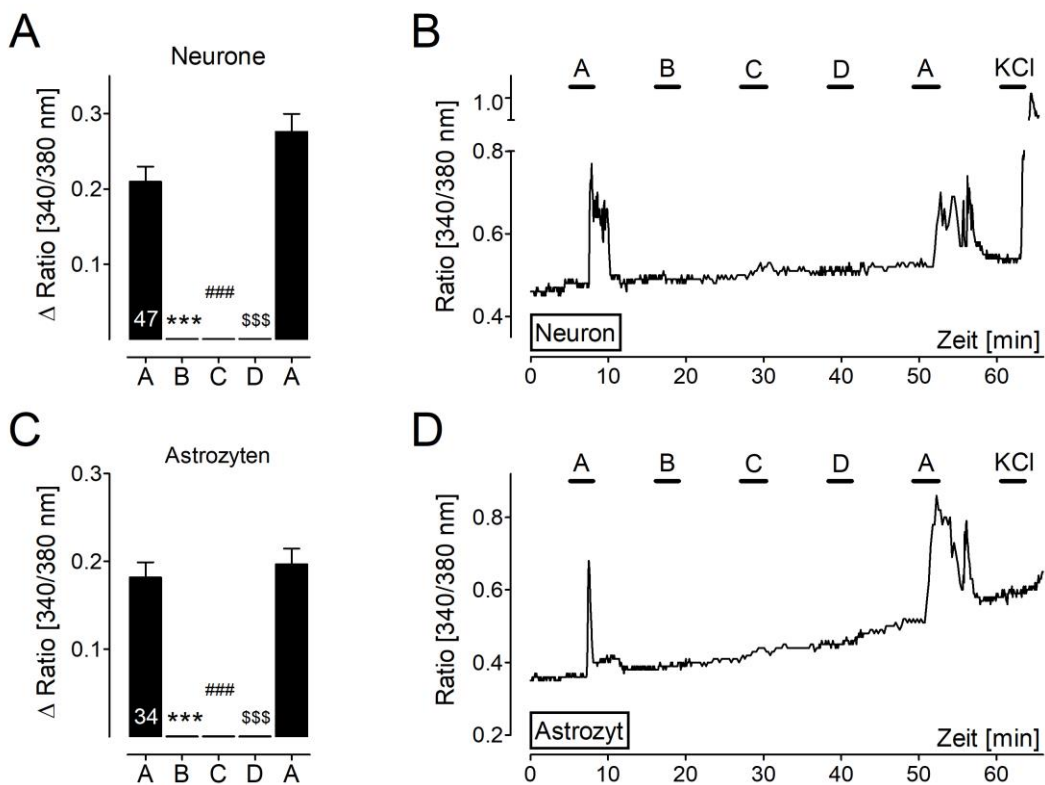 A
Neurone
Δ Ratio [340/380 nm]
0.3
0.2
0.1
47
***
###
$$$
A B C D A
B
A B C D A KCl
Ratio [340/380 nm]
1.0
0.8
0.6
0.4
Neuron
Zeit [min]
0 10 20 30 40 50 60
C
Astrozyten
Δ Ratio [340/380 nm]
0.3
0.2
0.1
34
***
###
$$$
A B C D A
D
A B C D A KCl
Ratio [340/380 nm]
0.8
0.6
0.4
0.2
Astrozyt
Zeit [min]
0 10 20 30 40 50 60